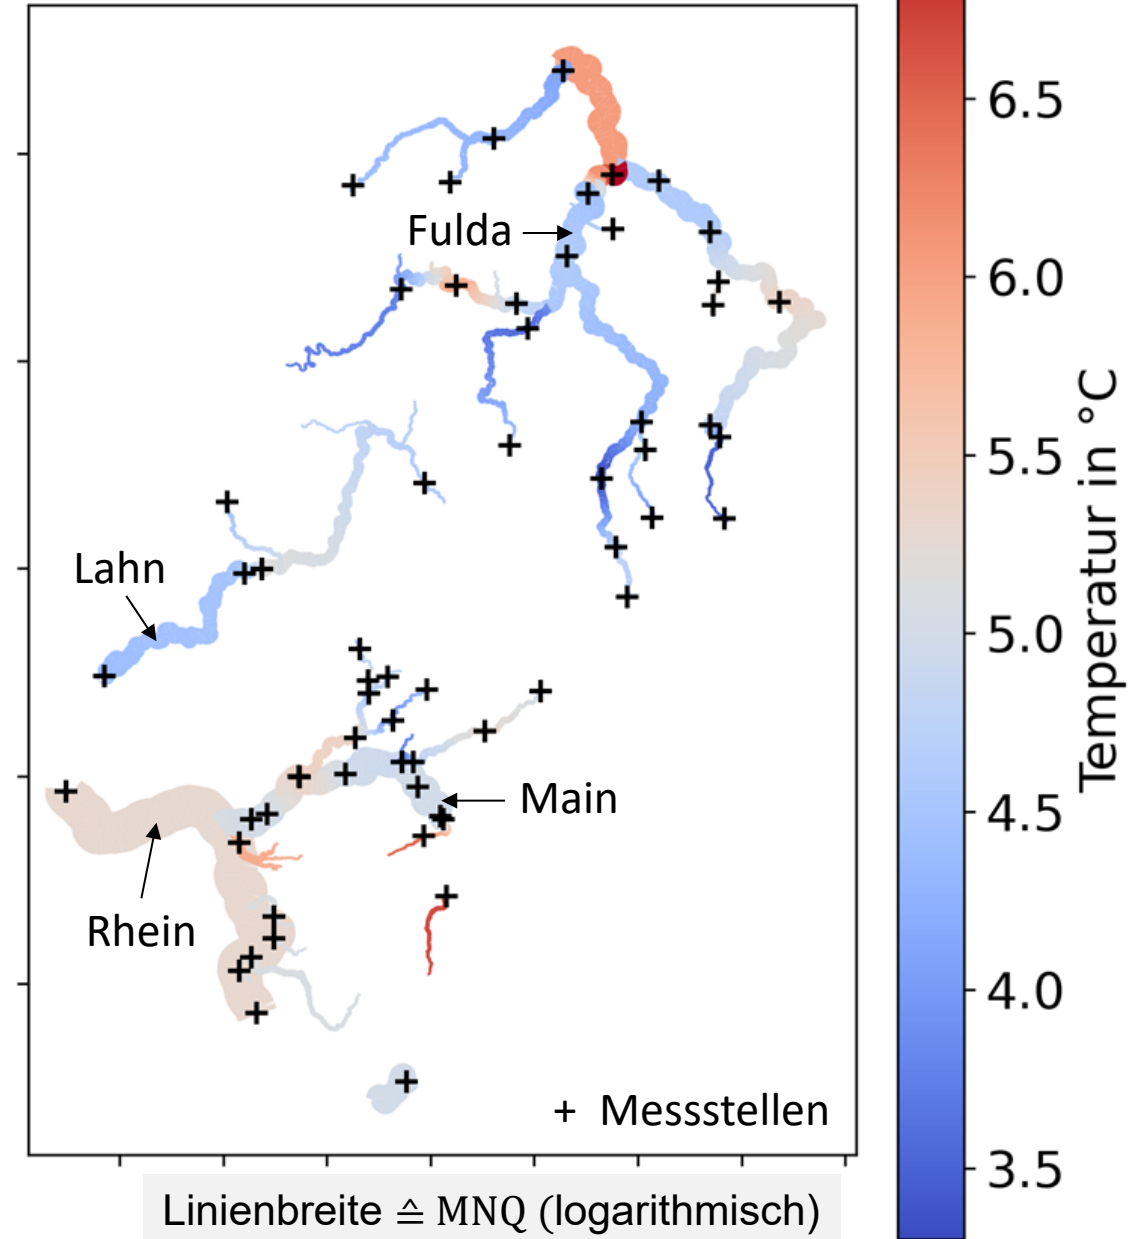 Fulda
Lahn
Main
Rhein
+ Messstellen
Linienbreite ≙ MNQ (logarithmisch)
6.5
6.0
5.5
5.0
4.5
4.0
3.5
Temperatur in °C